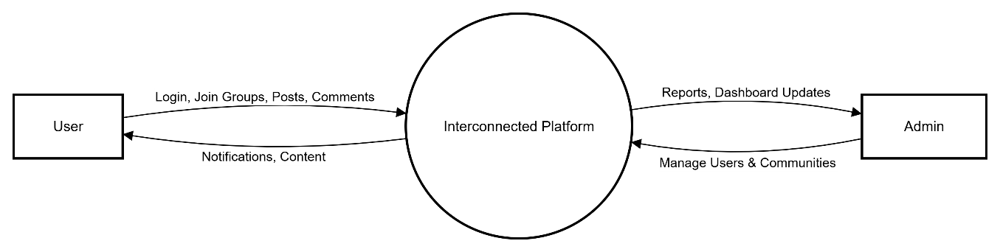 Login, Join Groups, Posts, Comments
User
Notifications, Content
Interconnected Platform
Reports, Dashboard Updates
Admin
Manage Users & Communities